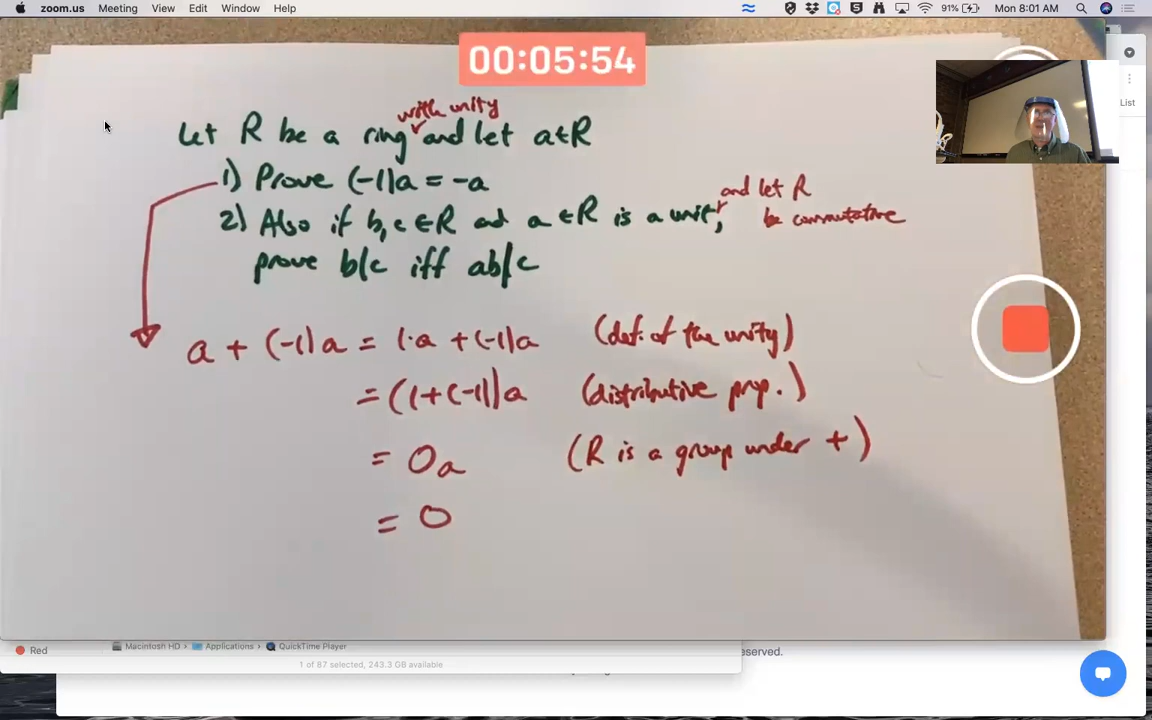 zoom.us Meeting View Edit Window Help 91% Mon 8:01 AM
00:05:54
List
with unity
Let R be a ring and let a∈R
1) Prove (-1)a = -a
and let R
2) Also if b, c ∈ R and a ∈ R is a unit, be commutative
prove b|c iff ab|c
a + (-1)a = 1·a + (-1)a (def. of the unity)
= (1+(-1))a (distributive prop.)
= 0a (R is a group under +)
= 0
Red
Macintosh HD Applications QuickTime Player
1 of 87 selected, 243.3 GB available
eserved.